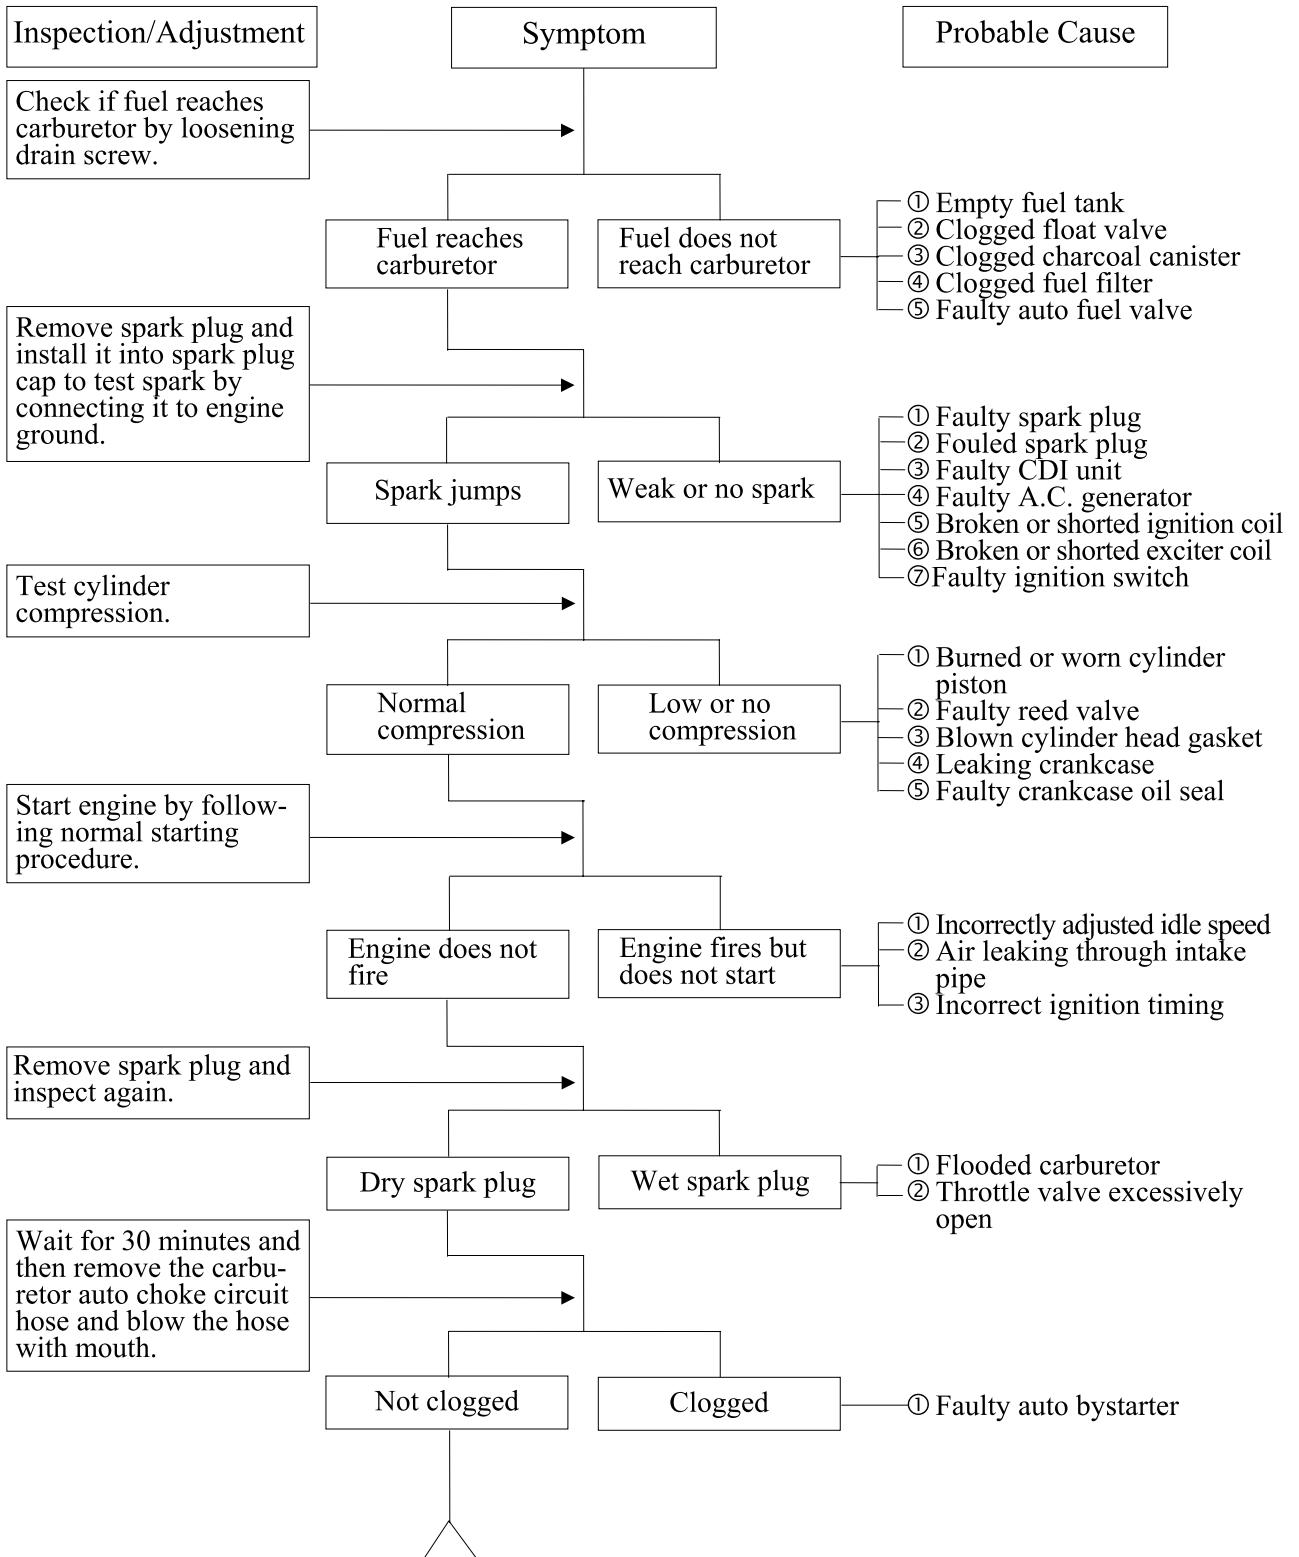 Inspection/Adjustment
Symptom
Probable Cause
Check if fuel reaches
carburetor by loosening
drain screw.
Fuel reaches
carburetor
Fuel does not
reach carburetor
① Empty fuel tank
② Clogged float valve
③ Clogged charcoal canister
④ Clogged fuel filter
⑤ Faulty auto fuel valve
Remove spark plug and
install it into spark plug
cap to test spark by
connecting it to engine
ground.
Spark jumps
Weak or no spark
① Faulty spark plug
② Fouled spark plug
③ Faulty CDI unit
④ Faulty A.C. generator
⑤ Broken or shorted ignition coil
⑥ Broken or shorted exciter coil
⑦Faulty ignition switch
Test cylinder
compression.
Normal
compression
Low or no
compression
① Burned or worn cylinder
piston
② Faulty reed valve
③ Blown cylinder head gasket
④ Leaking crankcase
⑤ Faulty crankcase oil seal
Start engine by follow-
ing normal starting
procedure.
Engine does not
fire
Engine fires but
does not start
① Incorrectly adjusted idle speed
② Air leaking through intake
pipe
③ Incorrect ignition timing
Remove spark plug and
inspect again.
Dry spark plug
Wet spark plug
① Flooded carburetor
② Throttle valve excessively
open
Wait for 30 minutes and
then remove the carbu-
retor auto choke circuit
hose and blow the hose
with mouth.
Not clogged
Clogged
① Faulty auto bystarter